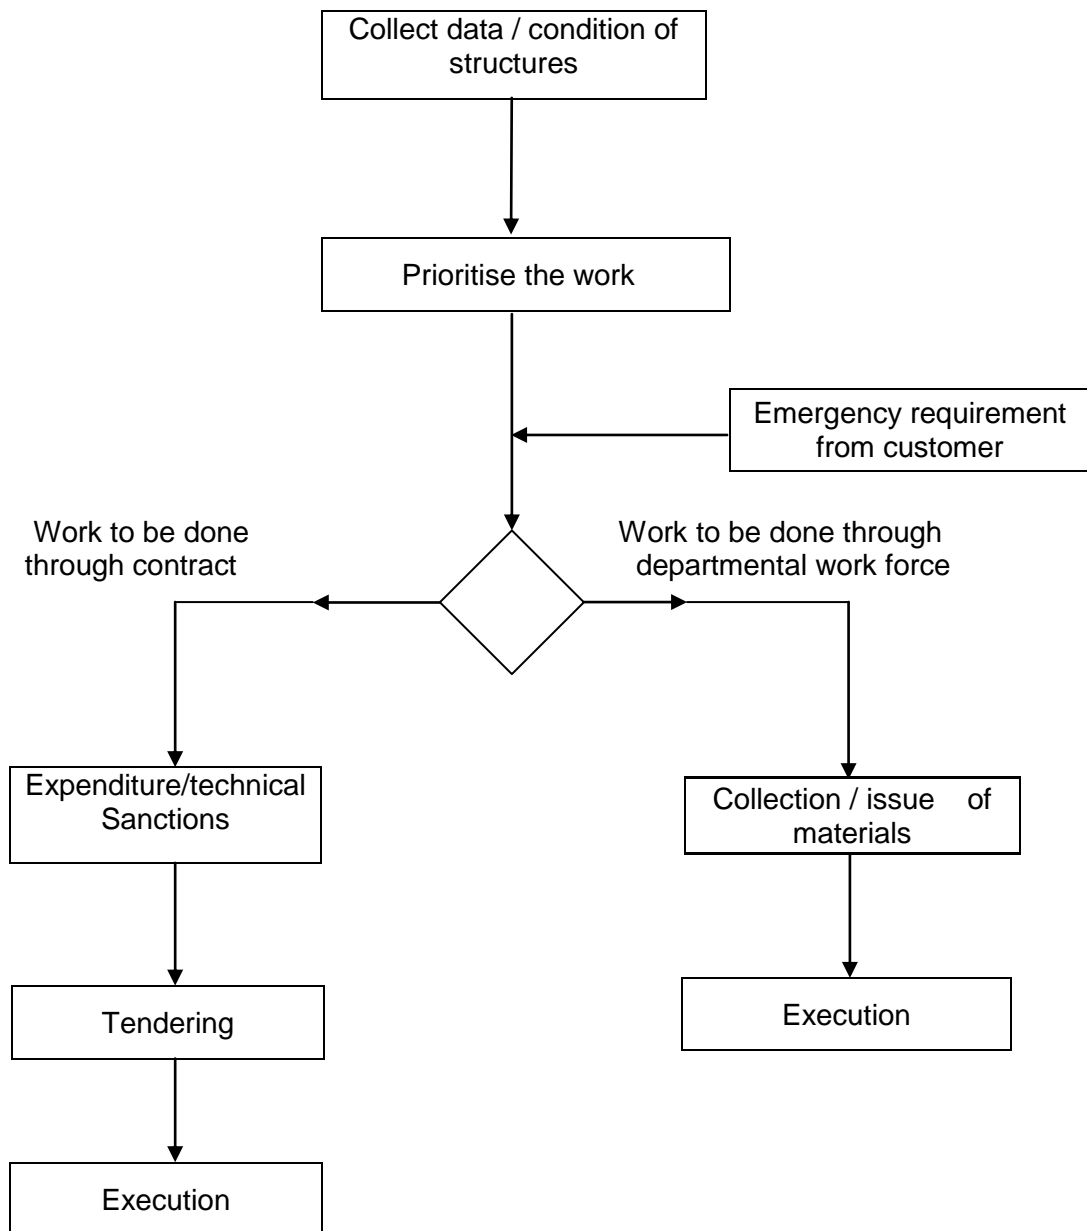 Collect data / condition of
structures
Prioritise the work
Emergency requirement
from customer
Work to be done
through contract
Work to be done through
departmental work force
Expenditure/technical
Sanctions
Collection / issue of
materials
Tendering
Execution
Execution